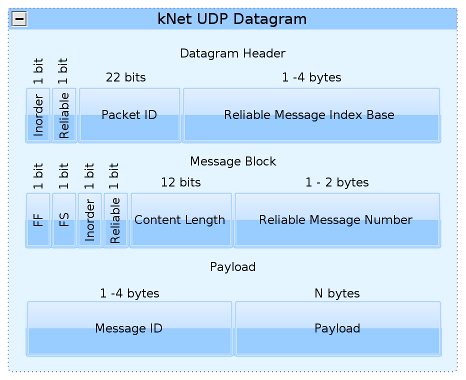 kNet UDP Datagram
Datagram Header
1 bit
1 bit
22 bits
1 -4 bytes
Inorder
Reliable
Packet ID
Reliable Message Index Base
Message Block
1 bit
1 bit
1 bit
1 bit
12 bits
1 - 2 bytes
FF
FS
Inorder
Reliable
Content Length
Reliable Message Number
Payload
1 -4 bytes
N bytes
Message ID
Payload